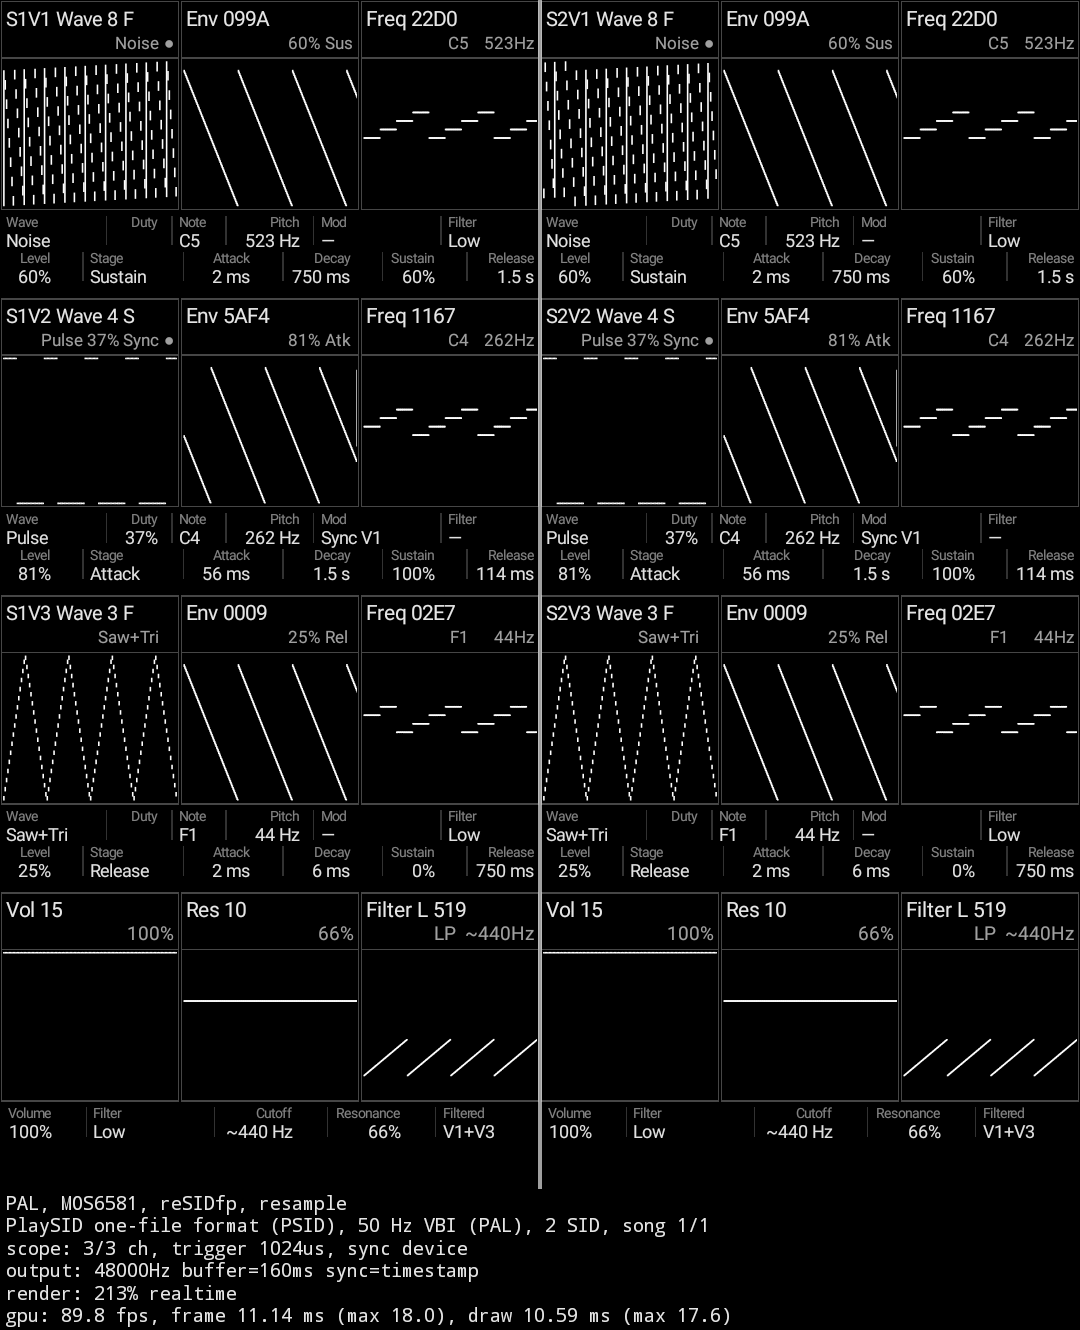 S1V1 Wave 8 F Env 099A Freq 22D0 S2V1 Wave 8 F Env 099A Freq 22D0
Noise 60% Sus C5 523Hz Noise 60% Sus C5 523Hz
Wave Duty Note Pitch Mod Filter Wave Duty Note Pitch Mod Filter
Noise C5 523 Hz — Low Noise C5 523 Hz — Low
Level Stage Attack Decay Sustain Release Level Stage Attack Decay Sustain Release
60% Sustain 2 ms 750 ms 60% 1.5 s 60% Sustain 2 ms 750 ms 60% 1.5 s
S1V2 Wave 4 S Env 5AF4 Freq 1167 S2V2 Wave 4 S Env 5AF4 Freq 1167
Pulse 37% Sync 81% Atk C4 262Hz Pulse 37% Sync 81% Atk C4 262Hz
Wave Duty Note Pitch Mod Filter Wave Duty Note Pitch Mod Filter
Pulse 37% C4 262 Hz Sync V1 — Pulse 37% C4 262 Hz Sync V1 —
Level Stage Attack Decay Sustain Release Level Stage Attack Decay Sustain Release
81% Attack 56 ms 1.5 s 100% 114 ms 81% Attack 56 ms 1.5 s 100% 114 ms
S1V3 Wave 3 F Env 0009 Freq 02E7 S2V3 Wave 3 F Env 0009 Freq 02E7
Saw+Tri 25% Rel F1 44Hz Saw+Tri 25% Rel F1 44Hz
Wave Duty Note Pitch Mod Filter Wave Duty Note Pitch Mod Filter
Saw+Tri F1 44 Hz — Low Saw+Tri F1 44 Hz — Low
Level Stage Attack Decay Sustain Release Level Stage Attack Decay Sustain Release
25% Release 2 ms 6 ms 0% 750 ms 25% Release 2 ms 6 ms 0% 750 ms
Vol 15 Res 10 Filter L 519 Vol 15 Res 10 Filter L 519
100% 66% LP ~440Hz 100% 66% LP ~440Hz
Volume Filter Cutoff Resonance Filtered Volume Filter Cutoff Resonance Filtered
100% Low ~440 Hz 66% V1+V3 100% Low ~440 Hz 66% V1+V3
PAL, MOS6581, reSIDfp, resample
PlaySID one-file format (PSID), 50 Hz VBI (PAL), 2 SID, song 1/1
scope: 3/3 ch, trigger 1024us, sync device
output: 48000Hz buffer=160ms sync=timestamp
render: 213% realtime
gpu: 89.8 fps, frame 11.14 ms (max 18.0), draw 10.59 ms (max 17.6)